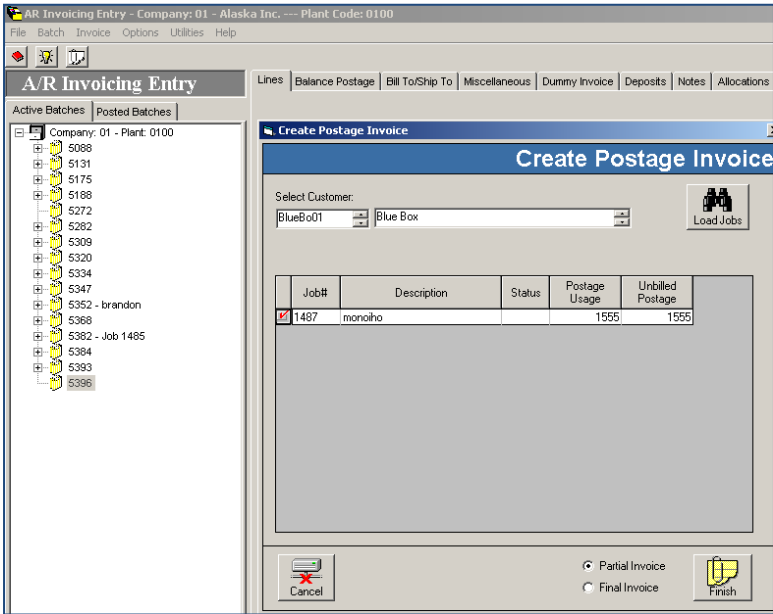 AR Invoicing Entry - Company: 01 - Alaska Inc. --- Plant Code: 0100
File Batch Invoice Options Utilities Help
A/R Invoicing Entry
Active Batches Posted Batches
Company: 01 - Plant: 0100
5088
5131
5175
5188
5272
5282
5309
5320
5334
5347
5352 - brandon
5368
5382 - Job 1485
5384
5393
5396
Lines Balance Postage Bill To/Ship To Miscellaneous Dummy Invoice Deposits Notes Allocations
Create Postage Invoice
Create Postage Invoice
Select Customer:
BlueBo01 Blue Box
Load Jobs
Job# Description Status Postage Usage Unbilled Postage
1487 monoiho 1555 1555
Cancel
Partial Invoice
Final Invoice
Finish